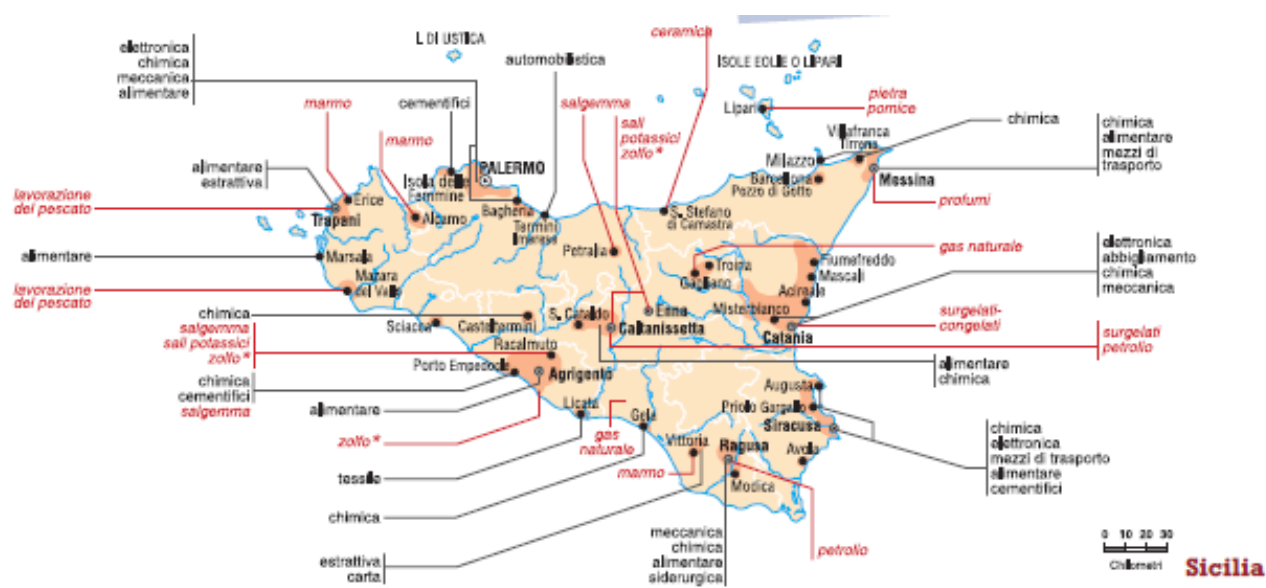 elettronica
chimica
meccanica
alimentare
I. DI USTICA
automobilistica
ceramica
ISOLE EOLIE O LIPARI
marmo
cementifici
salgemma
sali
potassici
zolfo*
Lipari
pietra
pomice
chimica
chimica
alimentare
mezzi di
trasporto
marmo
Villafranca
Tirrena
Milazzo
alimentare
estrattiva
PALERMO
Isola delle
Femmine
Barcellona
Pozzo di Gotto
Messina
lavorazione
del pescato
Erice
Trapani
Alcamo
Bagheria
Termini
Imerese
S. Stefano
di Camastra
profumi
alimentare
Marsala
Petralia
gas naturale
elettronica
abbigliamento
chimica
meccanica
Troina
Gagliano
Fiumefreddo
Mascali
Acireale
lavorazione
del pescato
Mazara
del Vallo
Misterbianco
Enna
S. Cataldo
Caltanissetta
Catania
surgelati-
congelati
chimica
Sciacca
Casteltermini
salgemma
sali potassici
zolfo*
Racalmuto
surgelati
petrolio
Porto Empedocle
Agrigento
alimentare
chimica
chimica
cementifici
salgemma
Augusta
alimentare
Licata
Priolo Gargallo
Siracusa
zolfo*
gas
naturale
Gela
Vittoria
Ragusa
Avola
chimica
elettronica
mezzi di trasporto
alimentare
cementifici
tessile
marmo
Modica
chimica
meccanica
chimica
alimentare
siderurgica
petrolio
estrattiva
carta
0 10 20 30
Chilometri
Sicilia